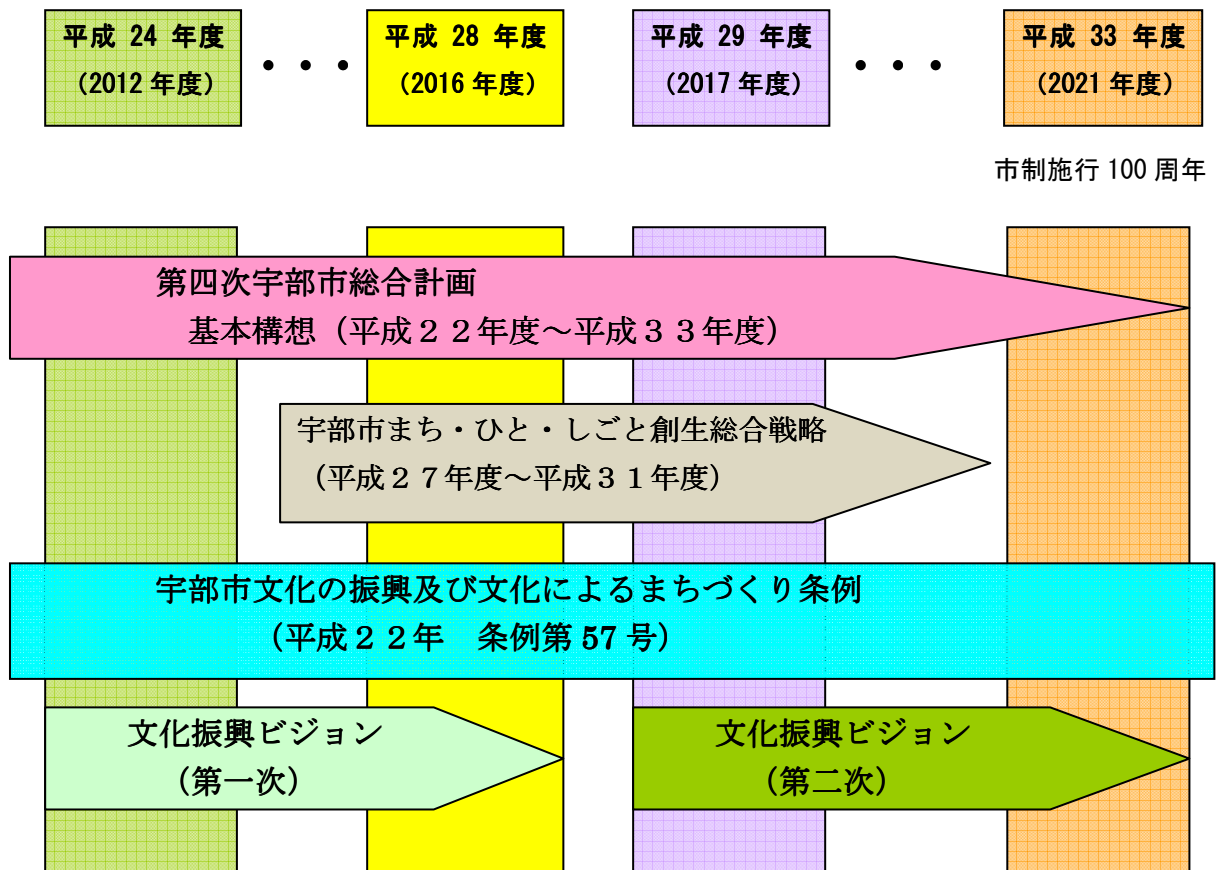 平成 24 年度
(2012 年度)
・・・
平成 28 年度
(2016 年度)
平成 29 年度
(2017 年度)
・・・
平成 33 年度
(2021 年度)
市制施行 100 周年
第四次宇部市総合計画
基本構想（平成２２年度～平成３３年度）
宇部市まち・ひと・しごと創生総合戦略
（平成２７年度～平成３１年度）
宇部市文化の振興及び文化によるまちづくり条例
（平成２２年　条例第 57 号）
文化振興ビジョン
（第一次）
文化振興ビジョン
（第二次）